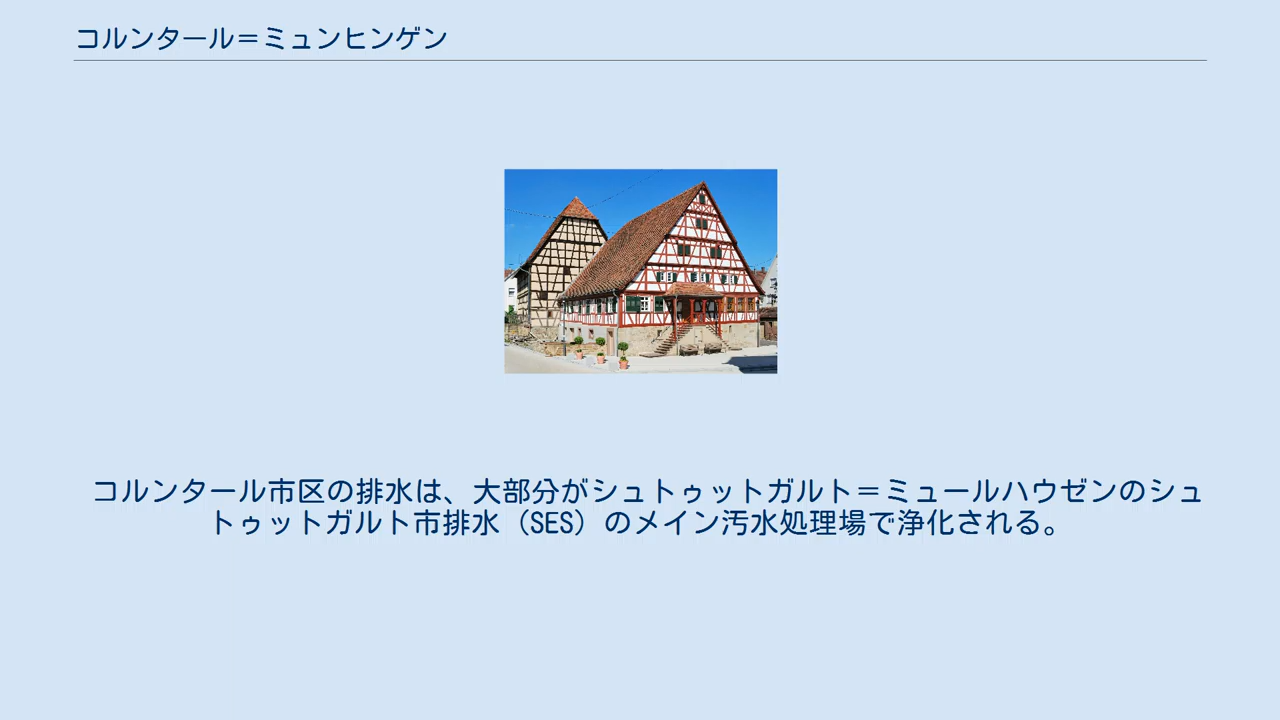 コルンタール＝ミュンヒンゲン
コルンタール市区の排水は、大部分がシュトゥットガルト＝ミュールハウゼンのシュ
トゥットガルト市排水（SES）のメイン汚水処理場で浄化される。